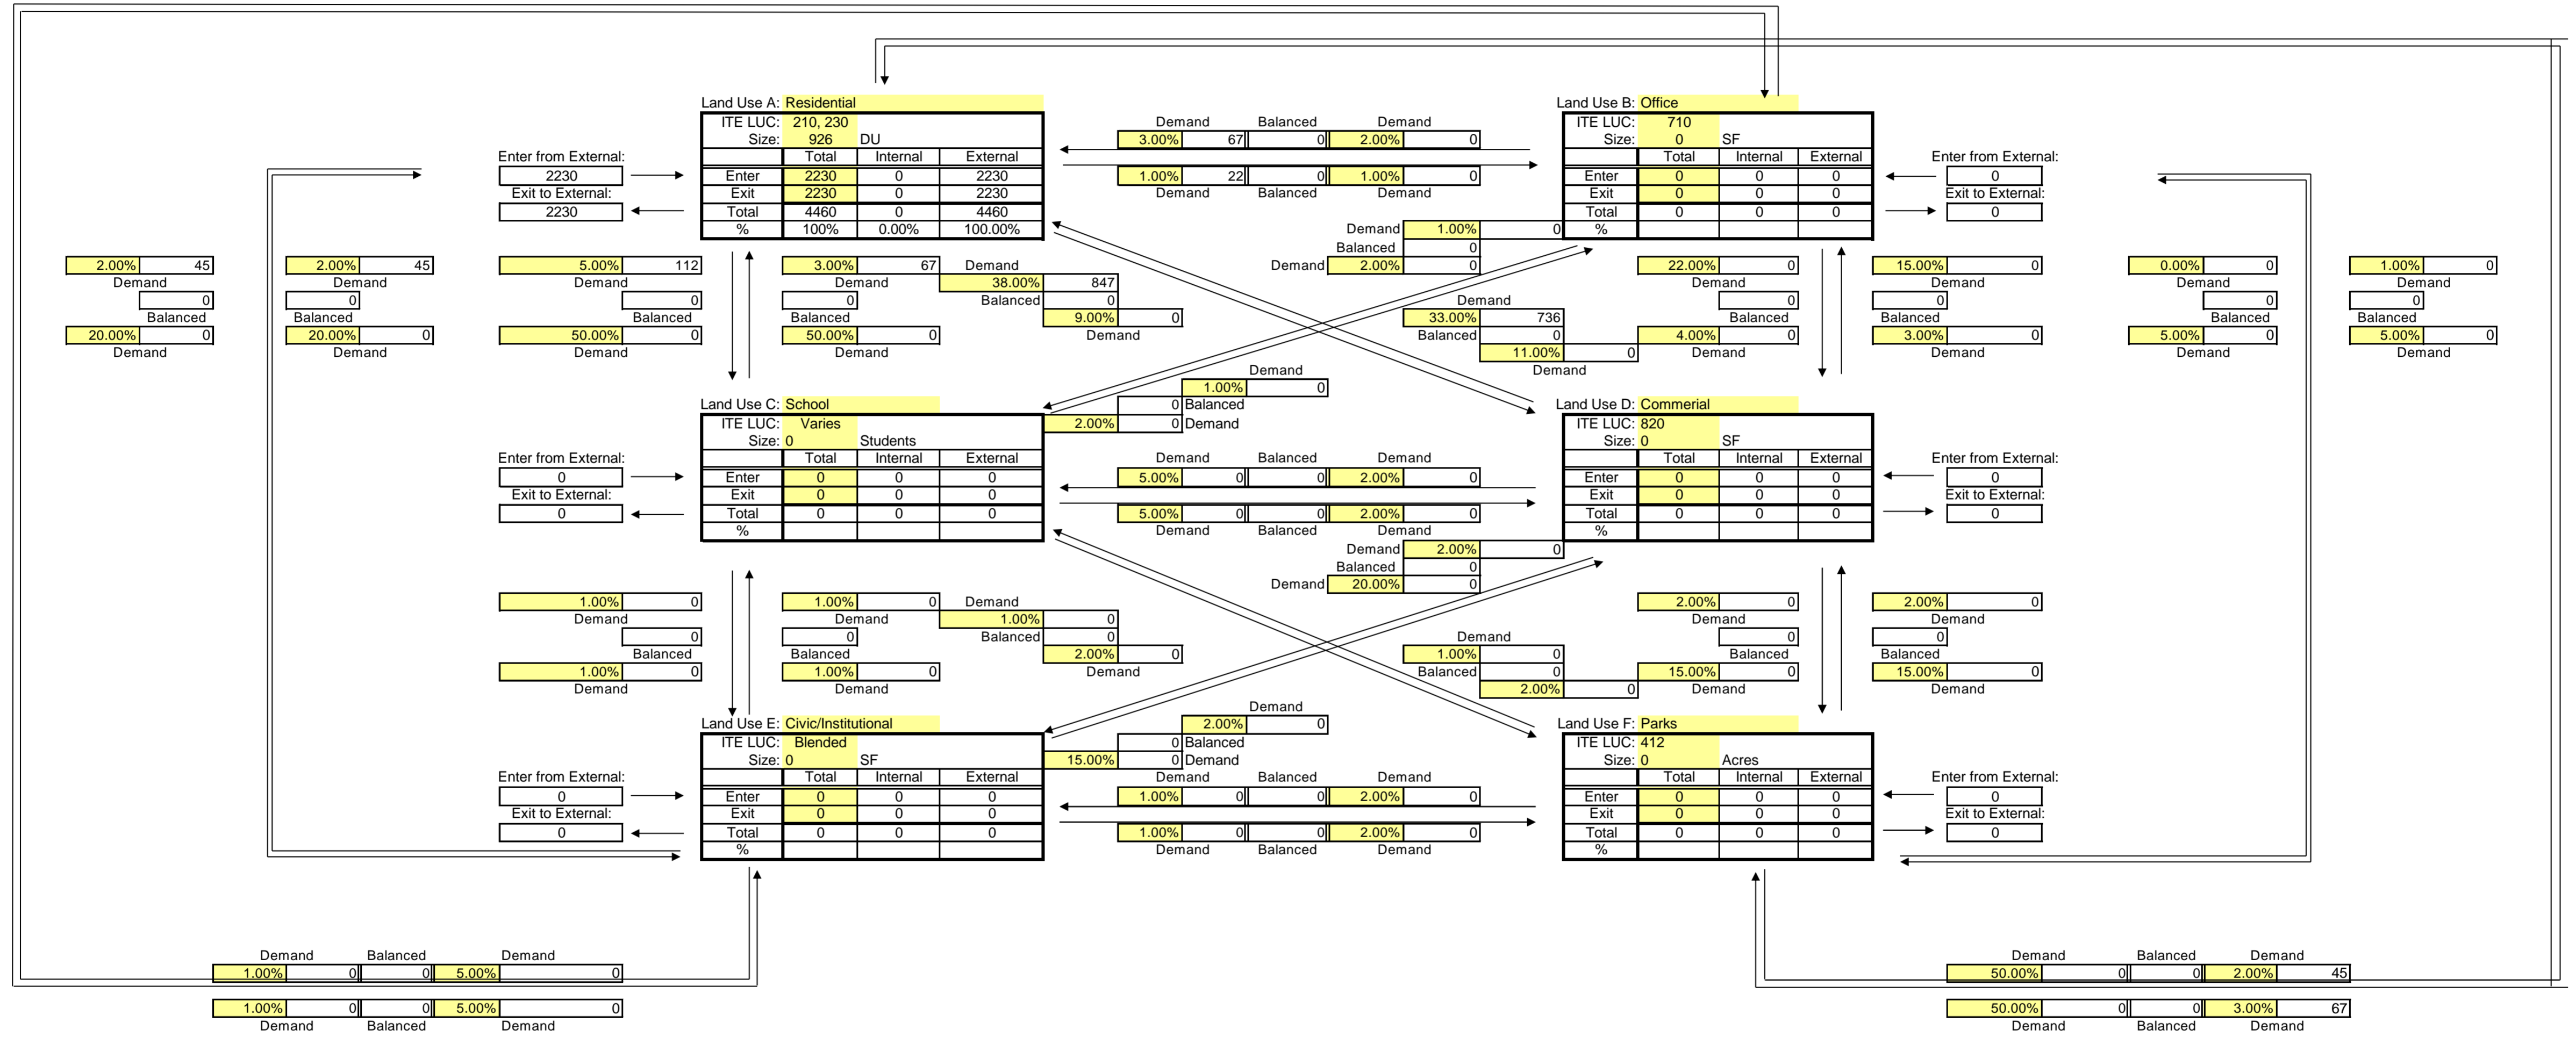 Land Use A: Residential
ITE LUC: 210, 230
Size: 926 DU
Total Internal External
Enter 2230 0 2230
Exit 2230 0 2230
Total 4460 0 4460
% 100% 0.00% 100.00%
Enter from External:
2230
Exit to External:
2230
Demand Balanced Demand
3.00% 67 0 2.00% 0
1.00% 22 0 1.00% 0
Demand Balanced Demand
Land Use B: Office
ITE LUC: 710
Size: 0 SF
Total Internal External
Enter 0 0 0
Exit 0 0 0
Total 0 0 0
%
Enter from External:
0
Exit to External:
0
Demand 1.00% 0
Balanced 0
Demand 2.00% 0
2.00% 45
Demand
0
Balanced
20.00% 0
Demand
2.00% 45
Demand
0
Balanced
20.00% 0
Demand
5.00% 112
Demand
0
Balanced
50.00% 0
Demand
3.00% 67
Demand
0
Balanced
50.00% 0
Demand
Demand
38.00% 847
Balanced 0
9.00% 0
Demand
Demand
33.00% 736
Balanced 0
11.00% 0
Demand
22.00% 0
Demand
0
Balanced
4.00% 0
Demand
15.00% 0
Demand
0
Balanced
3.00% 0
Demand
0.00% 0
Demand
0
Balanced
5.00% 0
Demand
1.00% 0
Demand
0
Balanced
5.00% 0
Demand
Demand
1.00% 0
0 Balanced
2.00% 0 Demand
Land Use C: School
ITE LUC: Varies
Size: 0 Students
Total Internal External
Enter 0 0 0
Exit 0 0 0
Total 0 0 0
%
Enter from External:
0
Exit to External:
0
Demand Balanced Demand
5.00% 0 0 2.00% 0
5.00% 0 0 2.00% 0
Demand Balanced Demand
Land Use D: Commerial
ITE LUC: 820
Size: 0 SF
Total Internal External
Enter 0 0 0
Exit 0 0 0
Total 0 0 0
%
Enter from External:
0
Exit to External:
0
Demand 2.00% 0
Balanced 0
Demand 20.00% 0
1.00% 0
Demand
0
Balanced
1.00% 0
Demand
1.00% 0
Demand
0
Balanced
1.00% 0
Demand
Demand
1.00% 0
Balanced 0
2.00% 0
Demand
Demand
1.00% 0
Balanced 0
2.00% 0
2.00% 0
Demand
0
Balanced
15.00% 0
Demand
2.00% 0
Demand
0
Balanced
15.00% 0
Demand
Demand
2.00% 0
0 Balanced
15.00% 0 Demand
Land Use E: Civic/Institutional
ITE LUC: Blended
Size: 0 SF
Total Internal External
Enter 0 0 0
Exit 0 0 0
Total 0 0 0
%
Enter from External:
0
Exit to External:
0
Demand Balanced Demand
1.00% 0 0 2.00% 0
1.00% 0 0 2.00% 0
Demand Balanced Demand
Land Use F: Parks
ITE LUC: 412
Size: 0 Acres
Total Internal External
Enter 0 0 0
Exit 0 0 0
Total 0 0 0
%
Enter from External:
0
Exit to External:
0
Demand Balanced Demand
1.00% 0 0 5.00% 0
1.00% 0 0 5.00% 0
Demand Balanced Demand
Demand Balanced Demand
50.00% 0 0 2.00% 45
50.00% 0 0 3.00% 67
Demand Balanced Demand